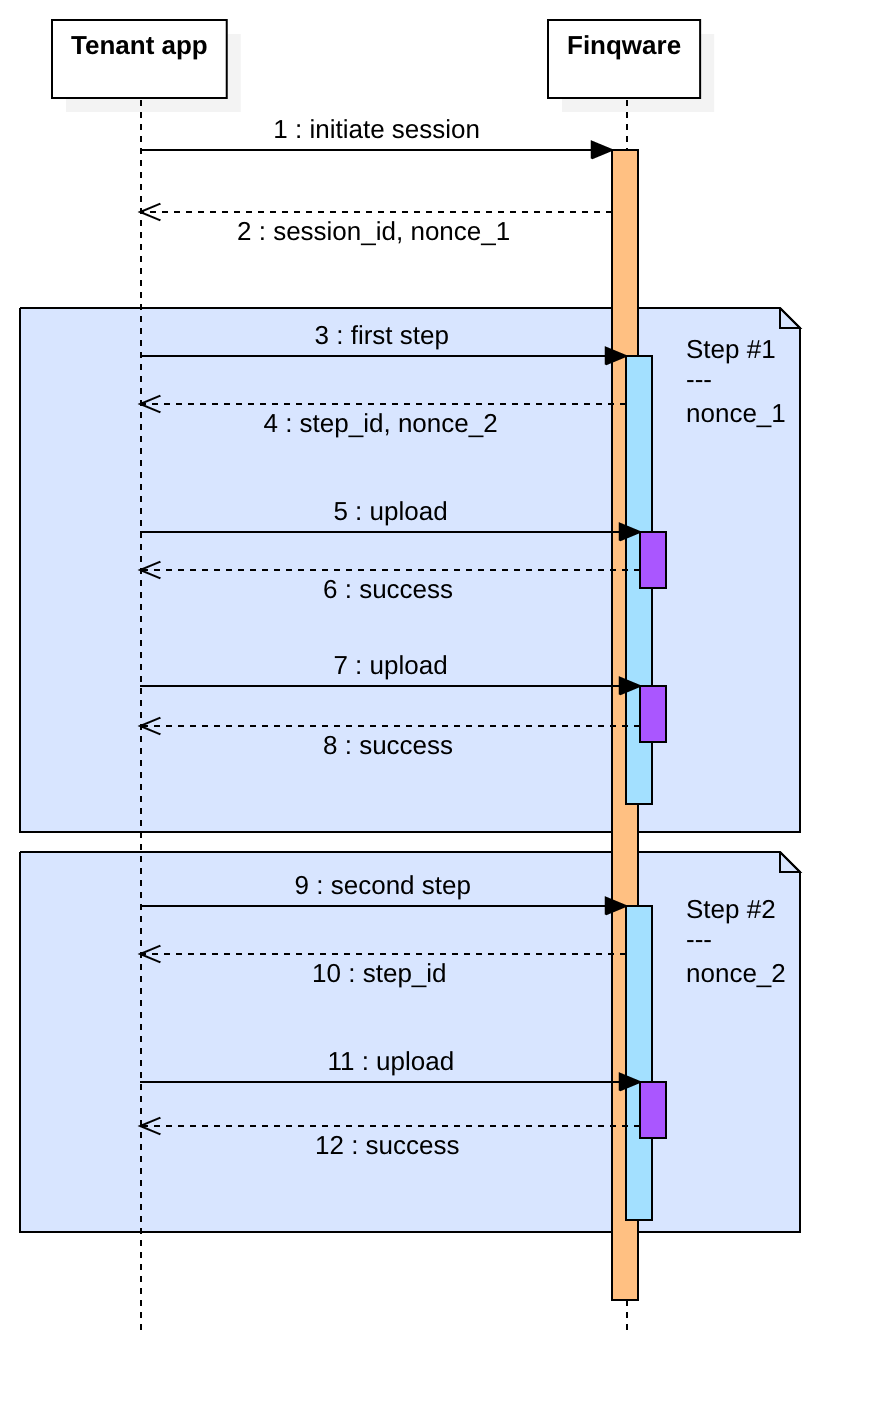 Tenant app
Finqware
1 : initiate session
2 : session_id, nonce_1
3 : first step
Step #1
---
nonce_1
4 : step_id, nonce_2
5 : upload
6 : success
7 : upload
8 : success
9 : second step
Step #2
---
nonce_2
10 : step_id
11 : upload
12 : success